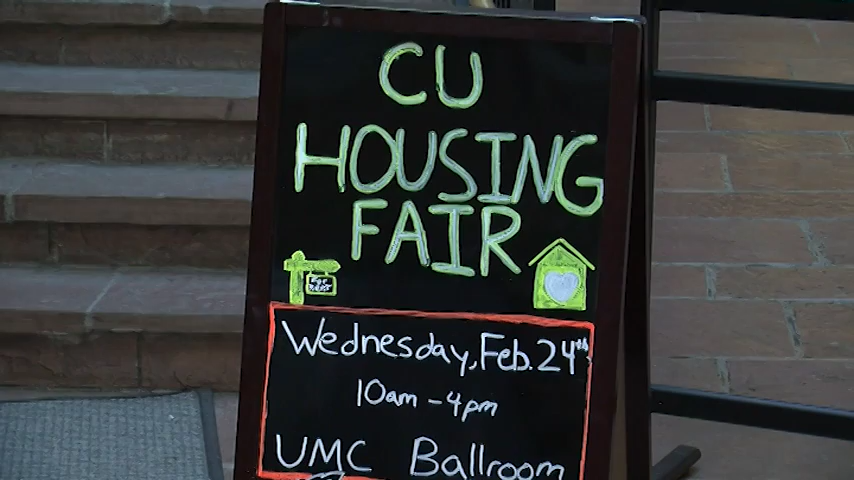 CU
HOUSING
FAIR
Wednesday, Feb. 24th
10am - 4pm
UMC Ballroom